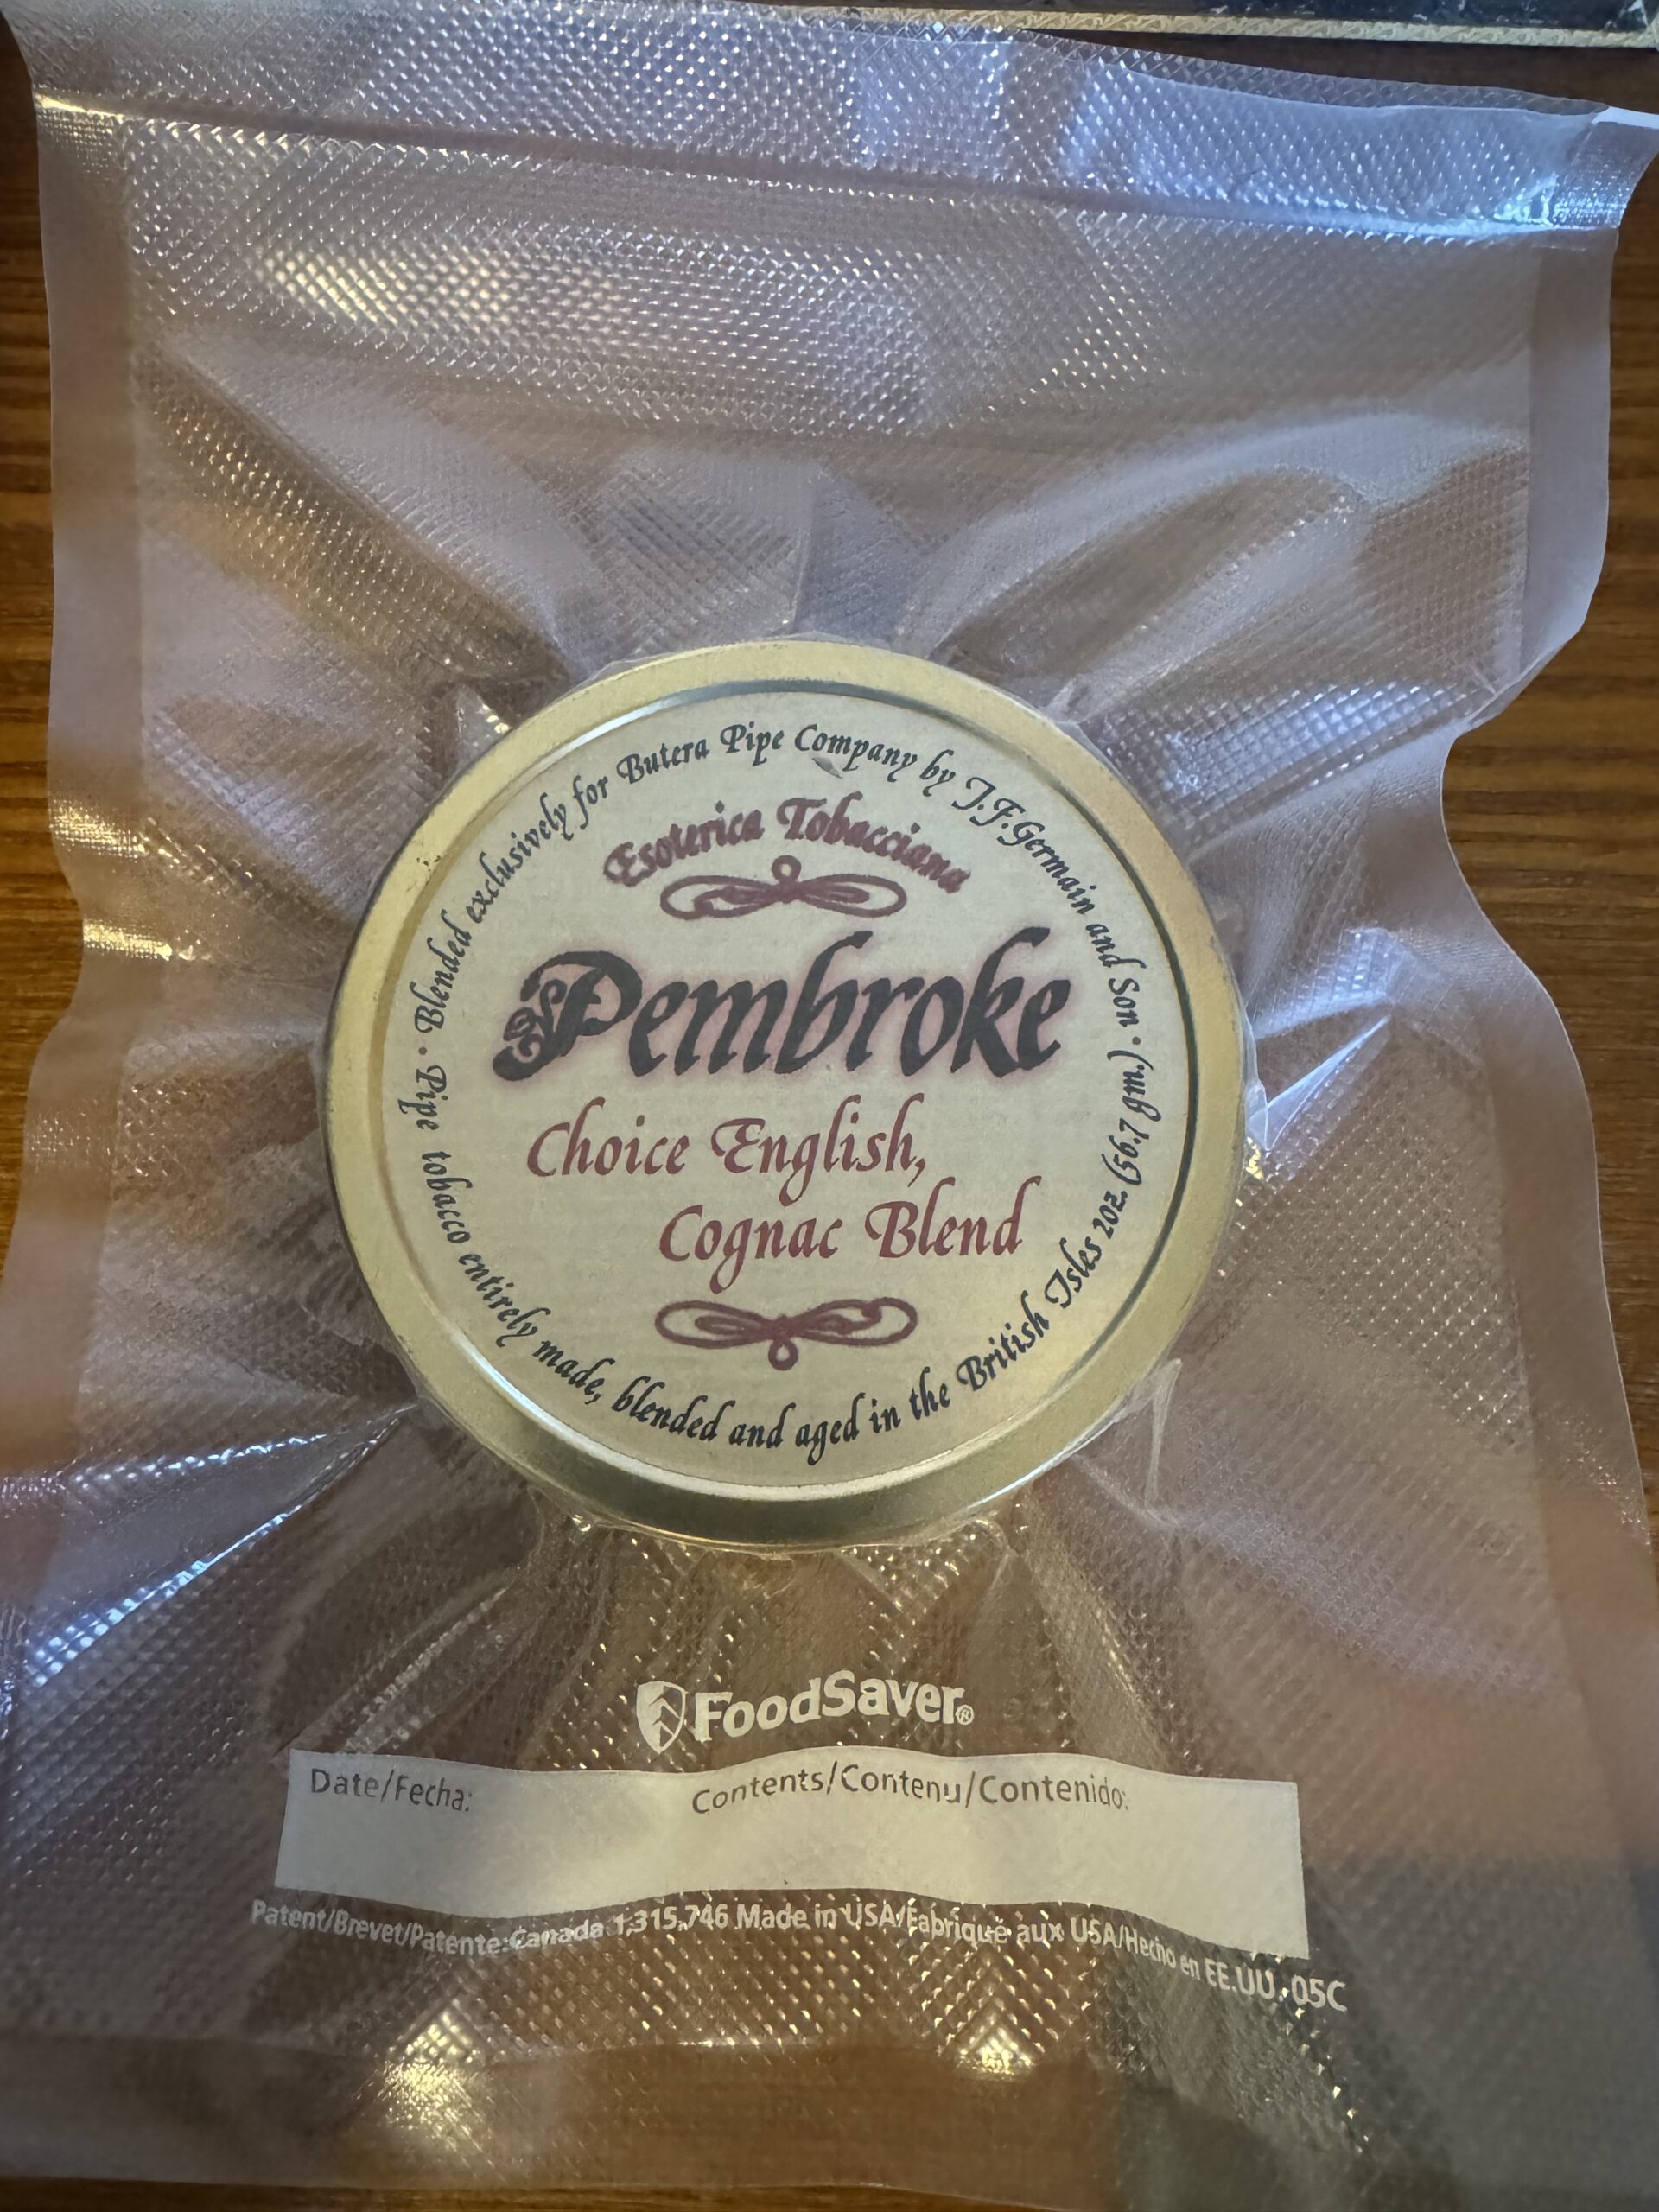 · Blended exclusively for Butera Pipe Company by J.F.Germain and Son ·
Esoterica Tobacciana
Pembroke
Choice English,
Cognac Blend
Pipe tobacco entirely made, blended and aged in the British Isles 2oz (56.7 gm.)
FoodSaver®
Date/Fecha: Contents/Contenu/Contenido:
Patent/Brevet/Patente:Canada 1,315,746 Made in USA/Fabriqué aux USA/Hecho en EE.UU. 05C